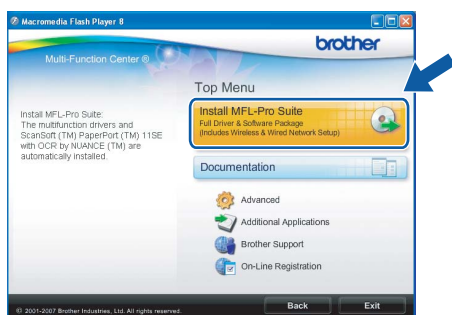 Macromedia Flash Player 8
brother
Multi-Function Center ®
Top Menu
Install MFL-Pro Suite:
The multifunction drivers and
ScanSoft (TM) PaperPort (TM) 11SE
with OCR by NUANCE (TM) are
automatically installed.
Install MFL-Pro Suite
Full Driver & Software Package
(Includes Wireless & Wired Network Setup)
Documentation
Advanced
Additional Applications
Brother Support
On-Line Registration
© 2001-2007 Brother Industries, Ltd. All rights reserved.
Back
Exit